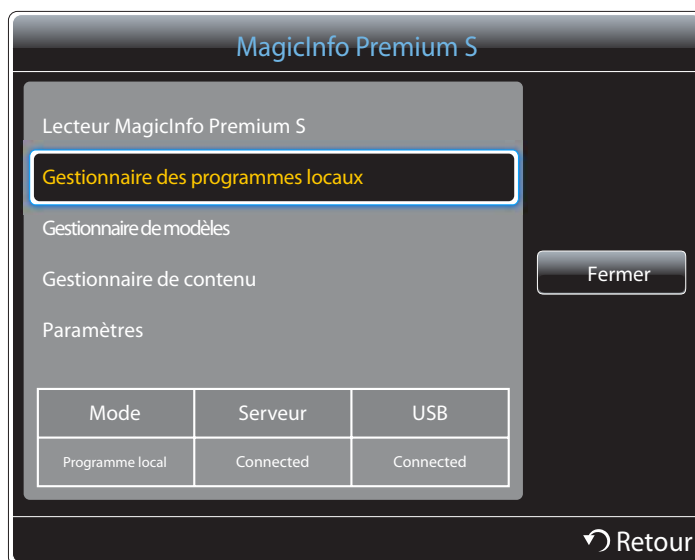 MagicInfo Premium S
Lecteur MagicInfo Premium S
Gestionnaire des programmes locaux
Gestionnaire de modèles
Gestionnaire de contenu
Paramètres
Fermer
Mode Serveur USB
Programme local Connected Connected
Retour